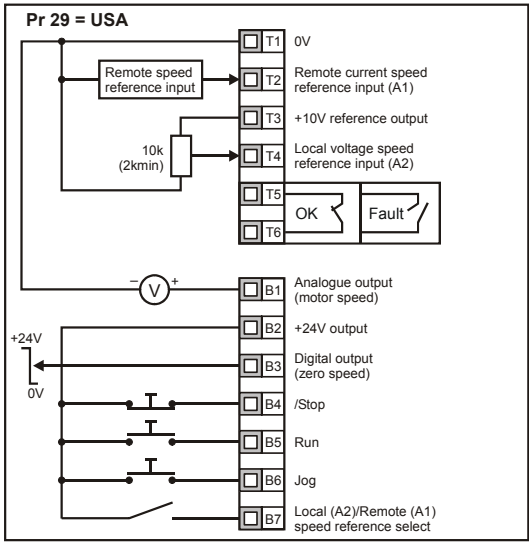 Pr 29 = USA
T1 0V
Remote speed
reference input
T2 Remote current speed
reference input (A1)
T3 +10V reference output
10k
(2kmin)
T4 Local voltage speed
reference input (A2)
T5
OK Fault
T6
– V +
B1 Analogue output
(motor speed)
B2 +24V output
+24V
0V
B3 Digital output
(zero speed)
B4 /Stop
B5 Run
B6 Jog
B7 Local (A2)/Remote (A1)
speed reference select